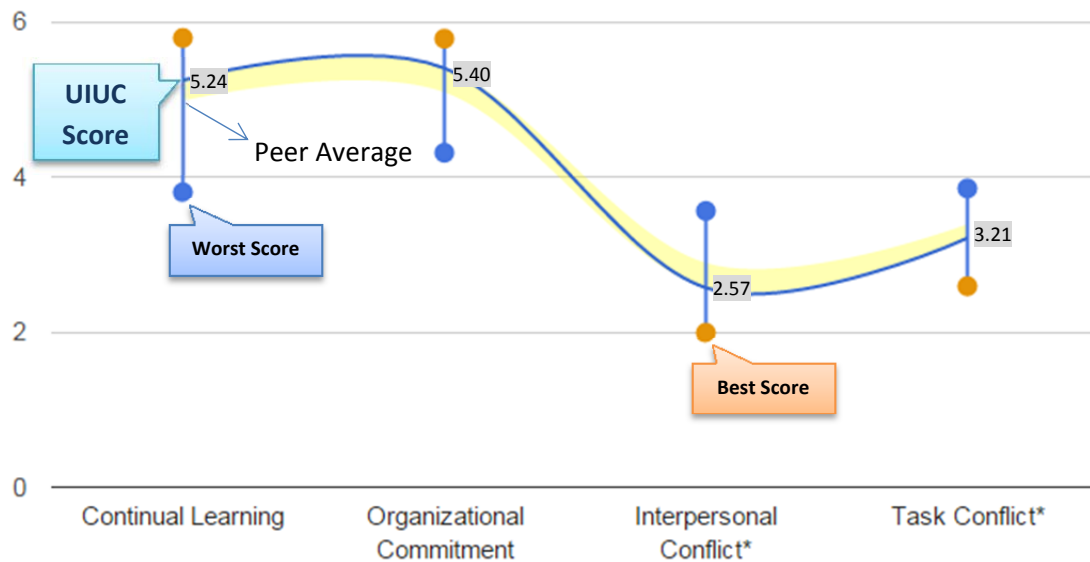 6
5.24
5.40
UIUC
Score
Peer Average
4
3.21
Worst Score
2.57
2
Best Score
0
Continual Learning
Organizational
Commitment
Interpersonal
Conflict*
Task Conflict*